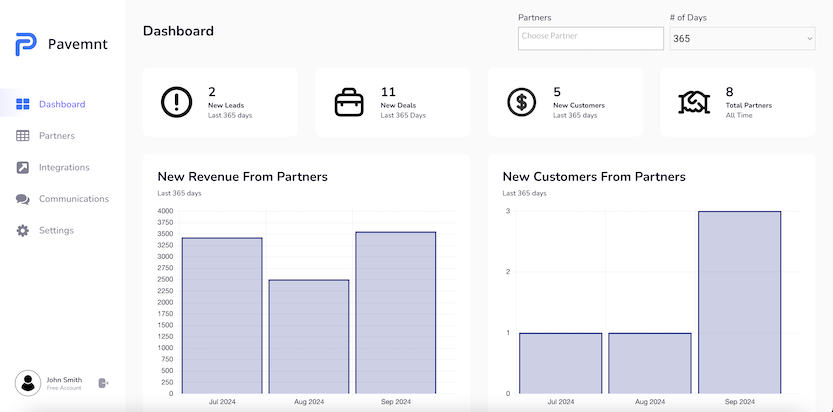 Pavemnt
Dashboard
Partners
Integrations
Communications
Settings
John Smith
Free Account
Dashboard
Partners
Choose Partner
# of Days
365
2
New Leads
Last 365 days
11
New Deals
Last 365 Days
5
New Customers
Last 365 days
8
Total Partners
All Time
New Revenue From Partners
Last 365 days
4000
3750
3500
3250
3000
2750
2500
2250
2000
1750
1500
1250
1000
750
500
250
0
Jul 2024
Aug 2024
Sep 2024
New Customers From Partners
Last 365 days
3
2
1
0
Jul 2024
Aug 2024
Sep 2024